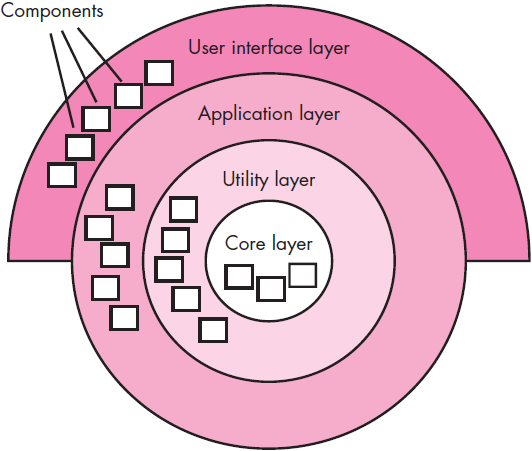 Components
User interface layer
Application layer
Utility layer
Core layer